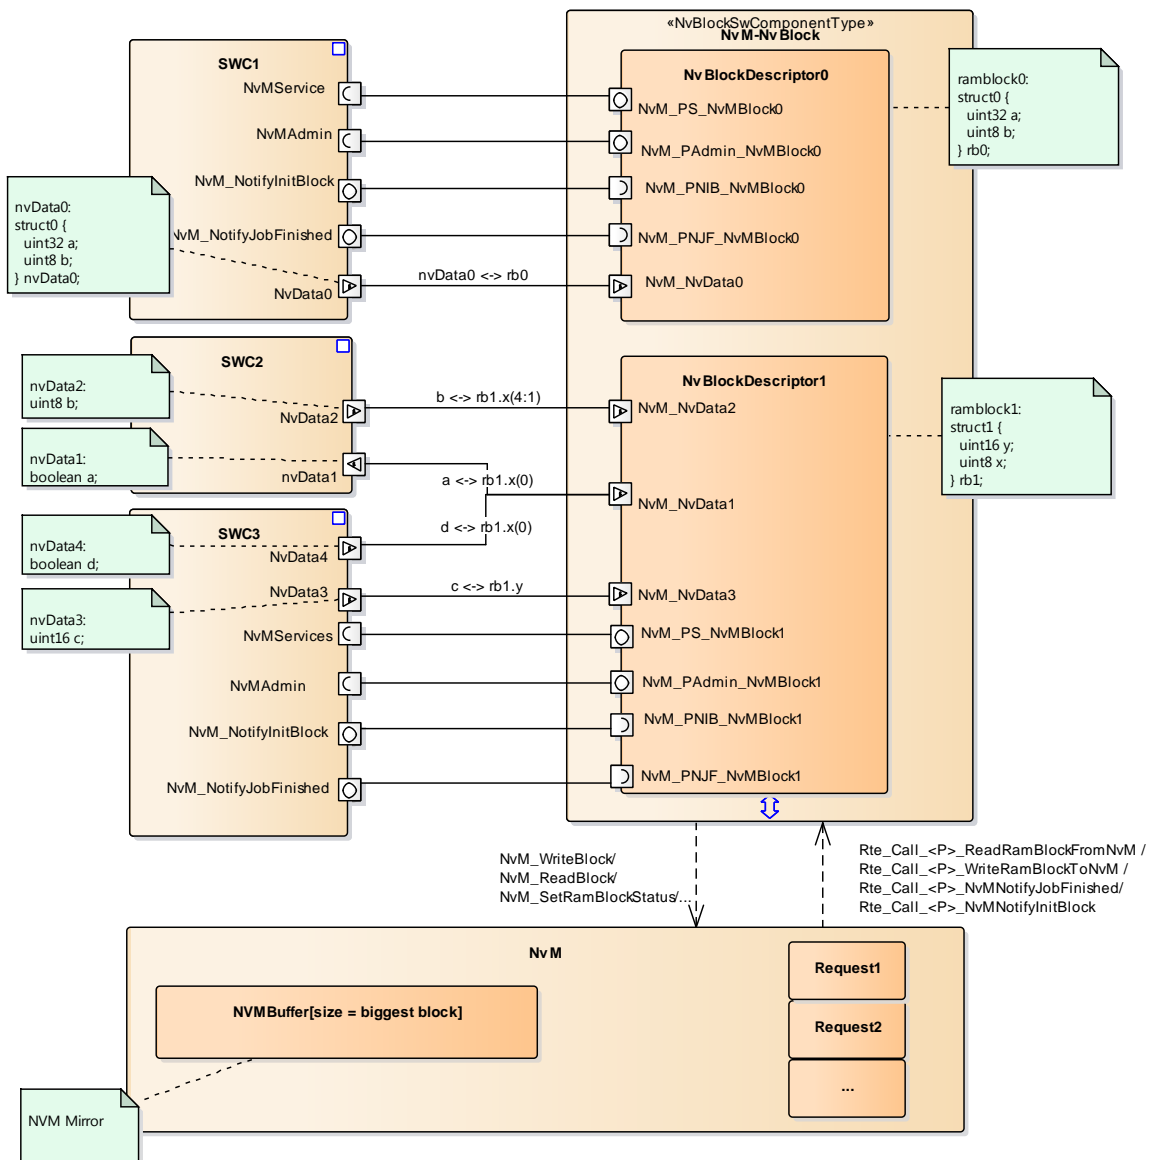 «NvBlockSwComponentType»
NvM-NvBlock
SWC1
NvMService
NvMAdmin
NvM_NotifyInitBlock
NvM_NotifyJobFinished
NvData0
nvData0:
struct0 {
uint32 a;
uint8 b;
} nvData0;
nvData0 <-> rb0
NvBlockDescriptor0
NvM_PS_NvMBlock0
NvM_PAdmin_NvMBlock0
NvM_PNIB_NvMBlock0
NvM_PNJF_NvMBlock0
NvM_NvData0
ramblock0:
struct0 {
uint32 a;
uint8 b;
} rb0;
SWC2
NvData2
nvData1
nvData2:
uint8 b;
nvData1:
boolean a;
b <-> rb1.x(4:1)
a <-> rb1.x(0)
d <-> rb1.x(0)
c <-> rb1.y
SWC3
NvData4
NvData3
NvMServices
NvMAdmin
NvM_NotifyInitBlock
NvM_NotifyJobFinished
nvData4:
boolean d;
nvData3:
uint16 c;
NvBlockDescriptor1
NvM_NvData2
NvM_NvData1
NvM_NvData3
NvM_PS_NvMBlock1
NvM_PAdmin_NvMBlock1
NvM_PNIB_NvMBlock1
NvM_PNJF_NvMBlock1
ramblock1:
struct1 {
uint16 y;
uint8 x;
} rb1;
NvM_WriteBlock/
NvM_ReadBlock/
NvM_SetRamBlockStatus/...
Rte_Call_<P>_ReadRamBlockFromNvM /
Rte_Call_<P>_WriteRamBlockToNvM /
Rte_Call_<P>_NvMNotifyJobFinished/
Rte_Call_<P>_NvMNotifyInitBlock
NvM
NVMBuffer[size = biggest block]
Request1
Request2
...
NVM Mirror